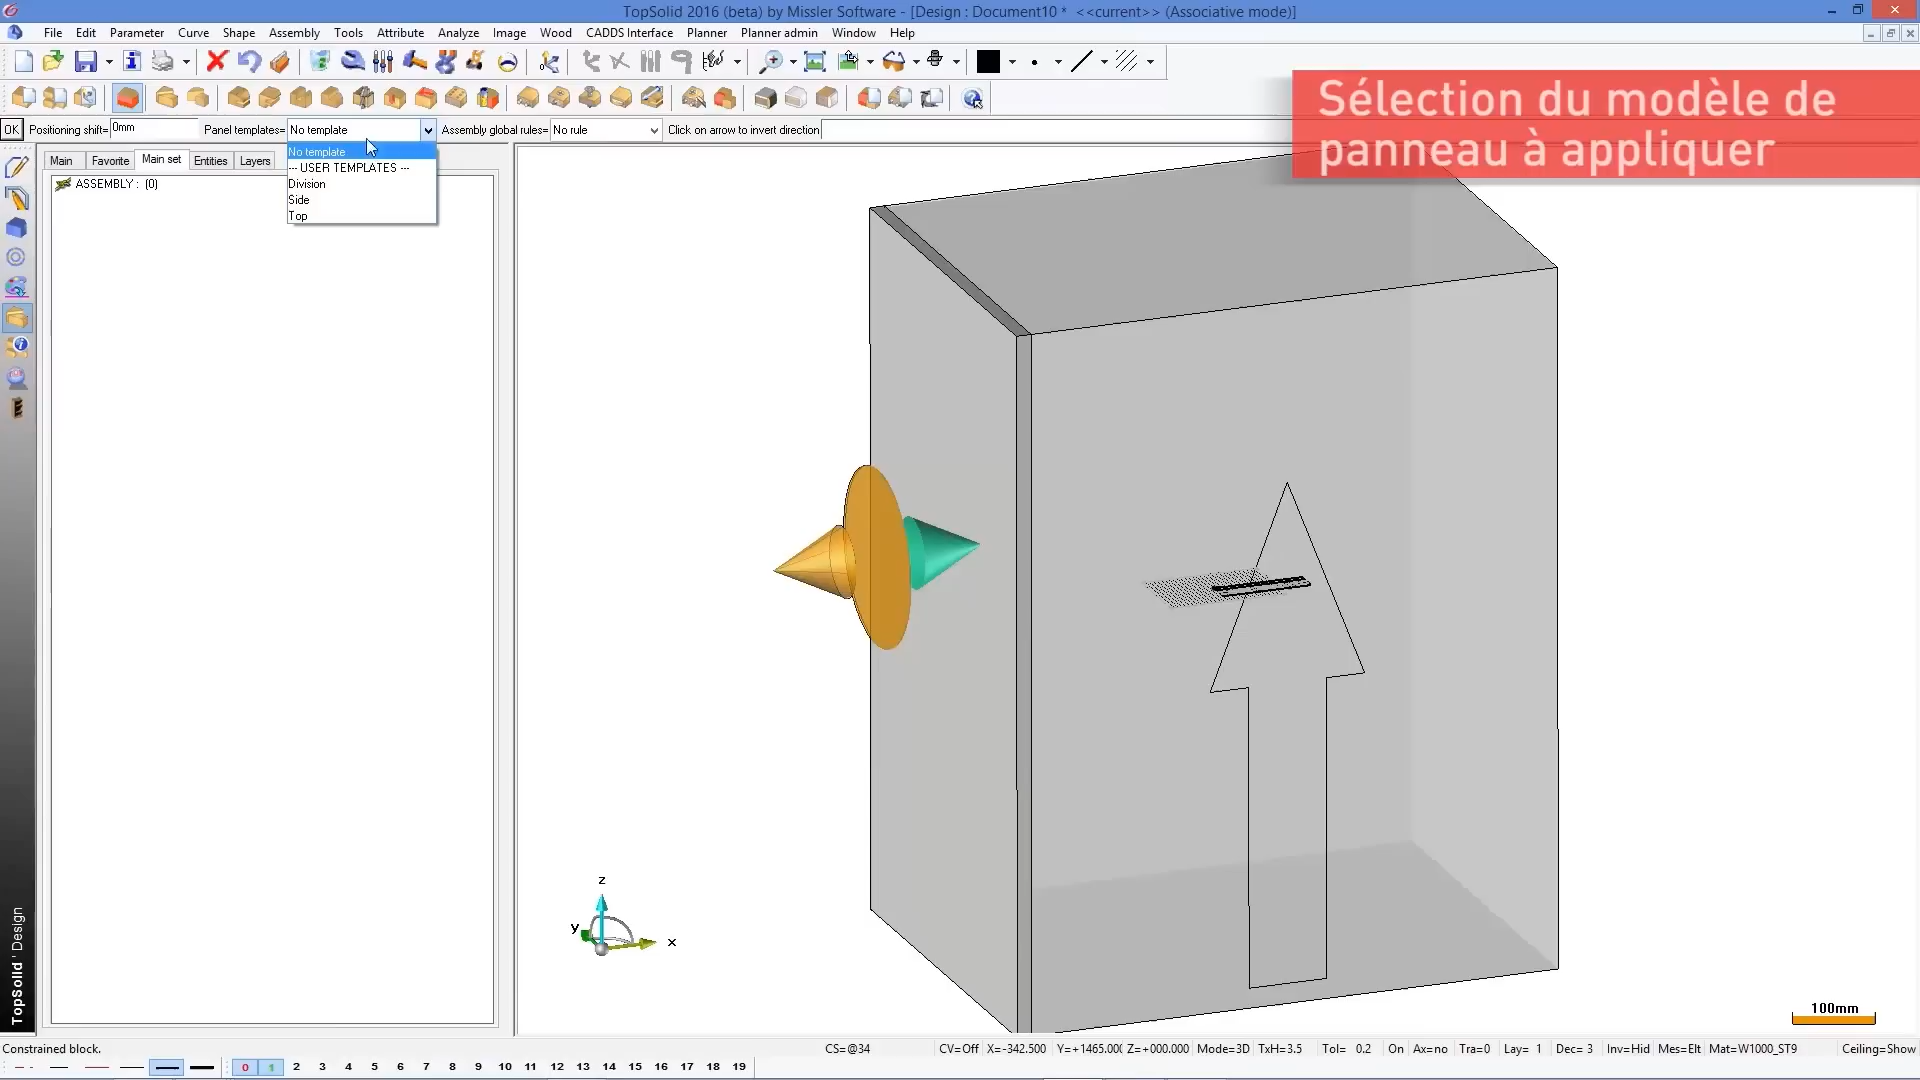 TopSolid 2016 (beta) by Missler Software - [Design : Document10 *  <<current>> (Associative mode)]
File Edit Parameter Curve Shape Assembly Tools Attribute Analyze Image Wood CADDS Interface Planner Planner admin Window Help
Sélection du modèle de
panneau à appliquer
OK Positioning shift= 0mm Panel templates= No template Assembly global rules= No rule Click on arrow to invert direction
No template
--- USER TEMPLATES ---
Division
Side
Top
Main Favorite Main set Entities Layers
ASSEMBLY : (0)
z
y
x
TopSolid ' Design
100mm
Constrained block. CS=@34 CV=Off X=-342.500 Y=+1465.000 Z=+000.000 Mode=3D TxH=3.5 Tol= 0.2 On Ax=no Tra=0 Lay= 1 Dec= 3 Inv=Hid Mes=Elt Mat=W1000_ST9 Ceiling=Show
0 1 2 3 4 5 6 7 8 9 10 11 12 13 14 15 16 17 18 19